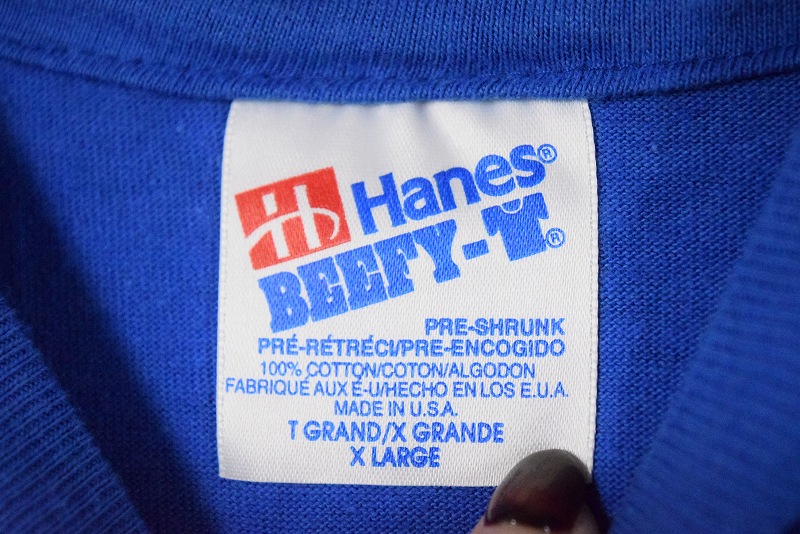 Hanes®
BEEFY-T®
PRE-SHRUNK
PRÉ-RÉTRÉCI/PRE-ENCOGIDO
100% COTTON/COTON/ALGODON
FABRIQUÉ AUX É-U/HECHO EN LOS E.U.A.
MADE IN U.S.A.
T GRAND/X GRANDE
X LARGE